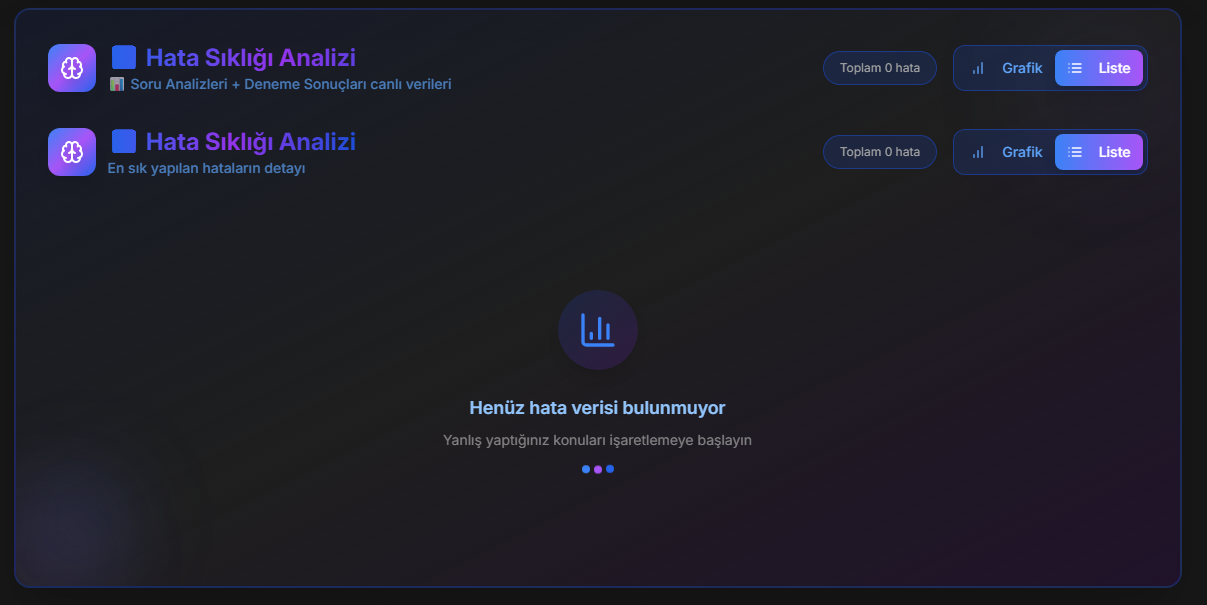 Hata Sıklığı Analizi
Soru Analizleri + Deneme Sonuçları canlı verileri
Toplam 0 hata
Grafik
Liste
Hata Sıklığı Analizi
En sık yapılan hataların detayı
Toplam 0 hata
Grafik
Liste
Henüz hata verisi bulunmuyor
Yanlış yaptığınız konuları işaretlemeye başlayın